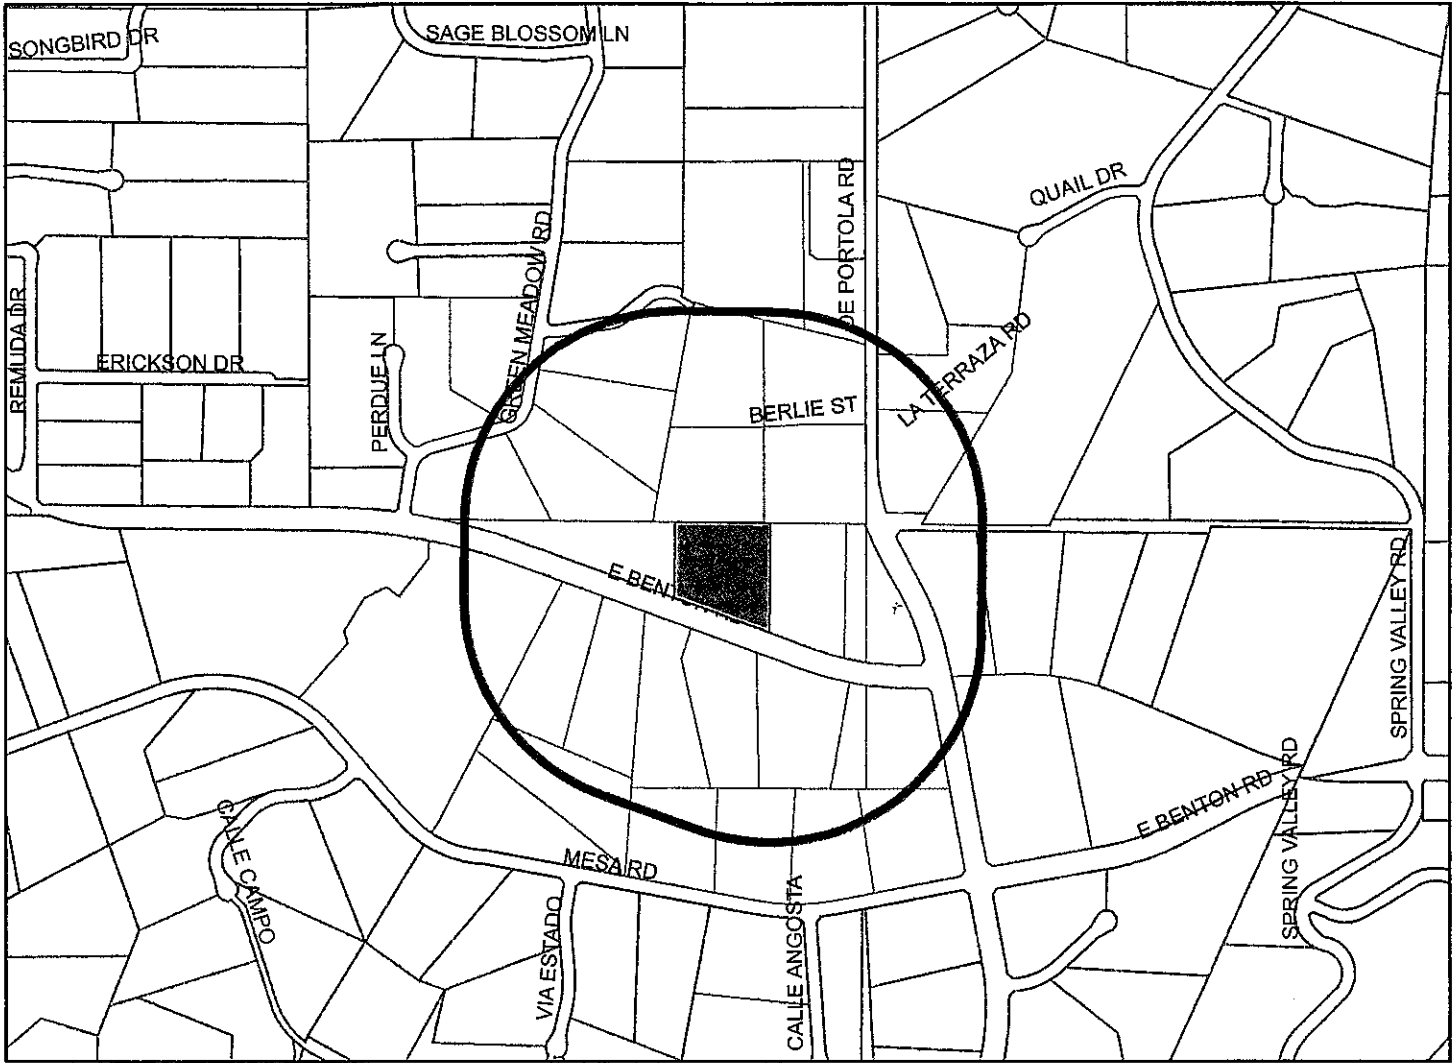 SONGBIRD DR
SAGE BLOSSOM LN
QUAIL DR
DE PORTOLA RD
GREEN MEADOW RD
REMUDA DR
ERICKSON DR
PERDUE LN
LA TERRAZA RD
BERLIE ST
E BENTON
SPRING VALLEY RD
SPRING VALLEY RD
E BENTON RD
CALLE CAMPO
MESA RD
VIA ESTADO
CALLE ANGOSTA